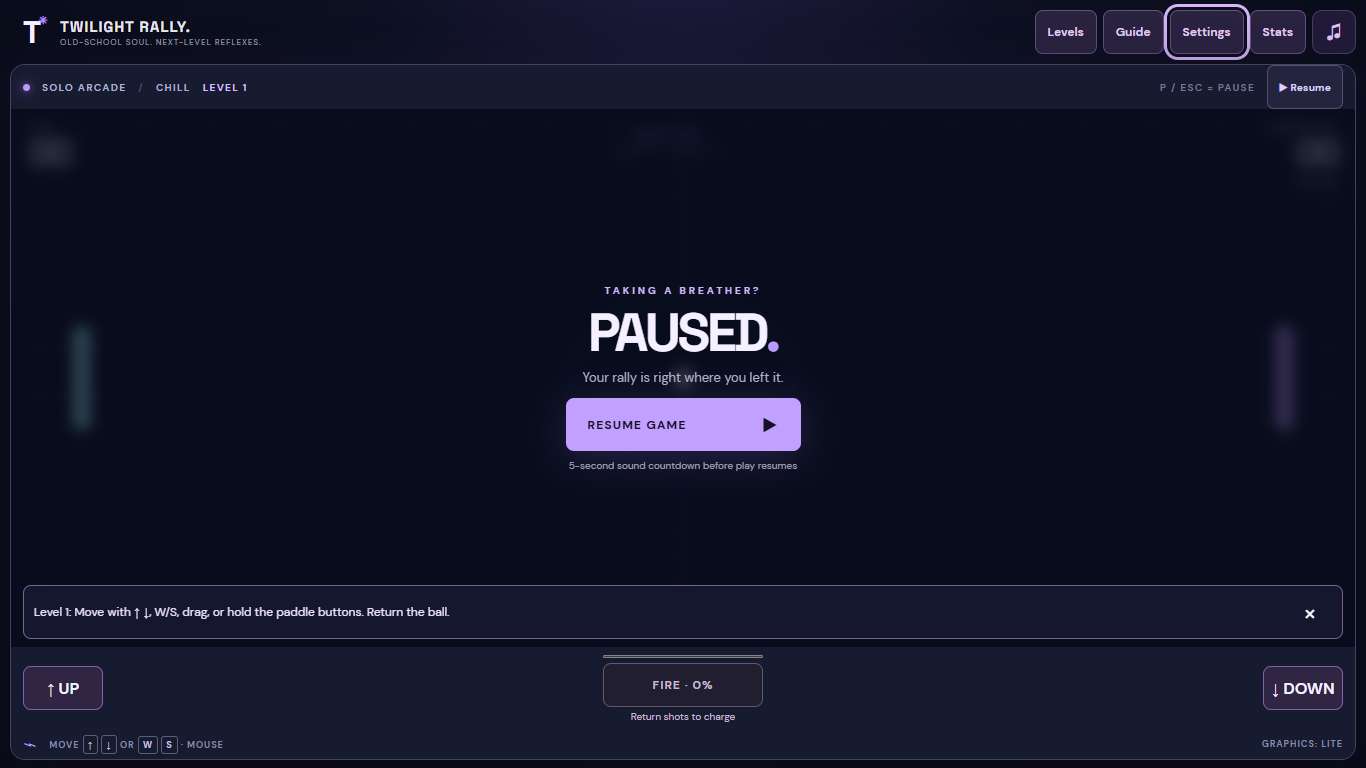 T*
TWILIGHT RALLY.
OLD-SCHOOL SOUL. NEXT-LEVEL REFLEXES.
Levels
Guide
Settings
Stats
SOLO ARCADE / CHILL LEVEL 1
P / ESC = PAUSE
▶ Resume
TAKING A BREATHER?
PAUSED.
Your rally is right where you left it.
RESUME GAME ▶
5-second sound countdown before play resumes
Level 1: Move with ↑ ↓, W/S, drag, or hold the paddle buttons. Return the ball.
×
↑ UP
FIRE · 0%
↓ DOWN
Return shots to charge
MOVE ↑ ↓ OR W S · MOUSE
GRAPHICS: LITE